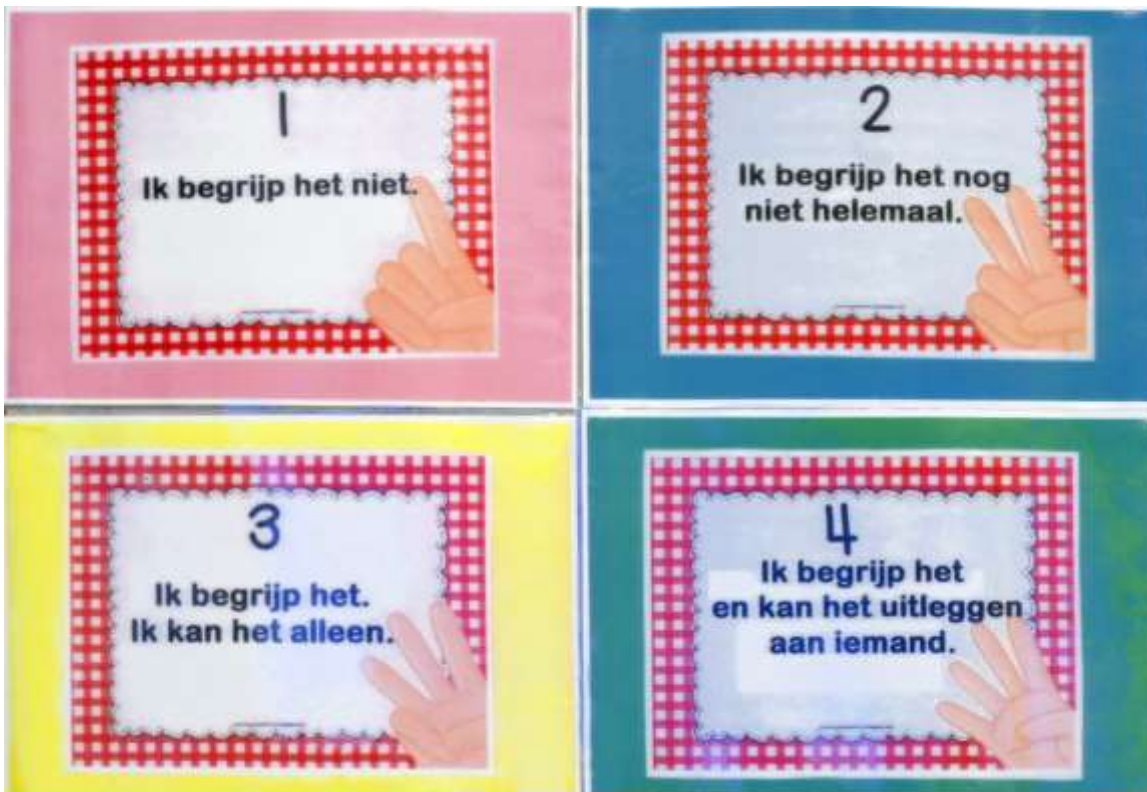 1
Ik begrijp het niet.
2
Ik begrijp het nog
niet helemaal.
3
Ik begrijp het.
Ik kan het alleen.
4
Ik begrijp het
en kan het uitleggen
aan iemand.